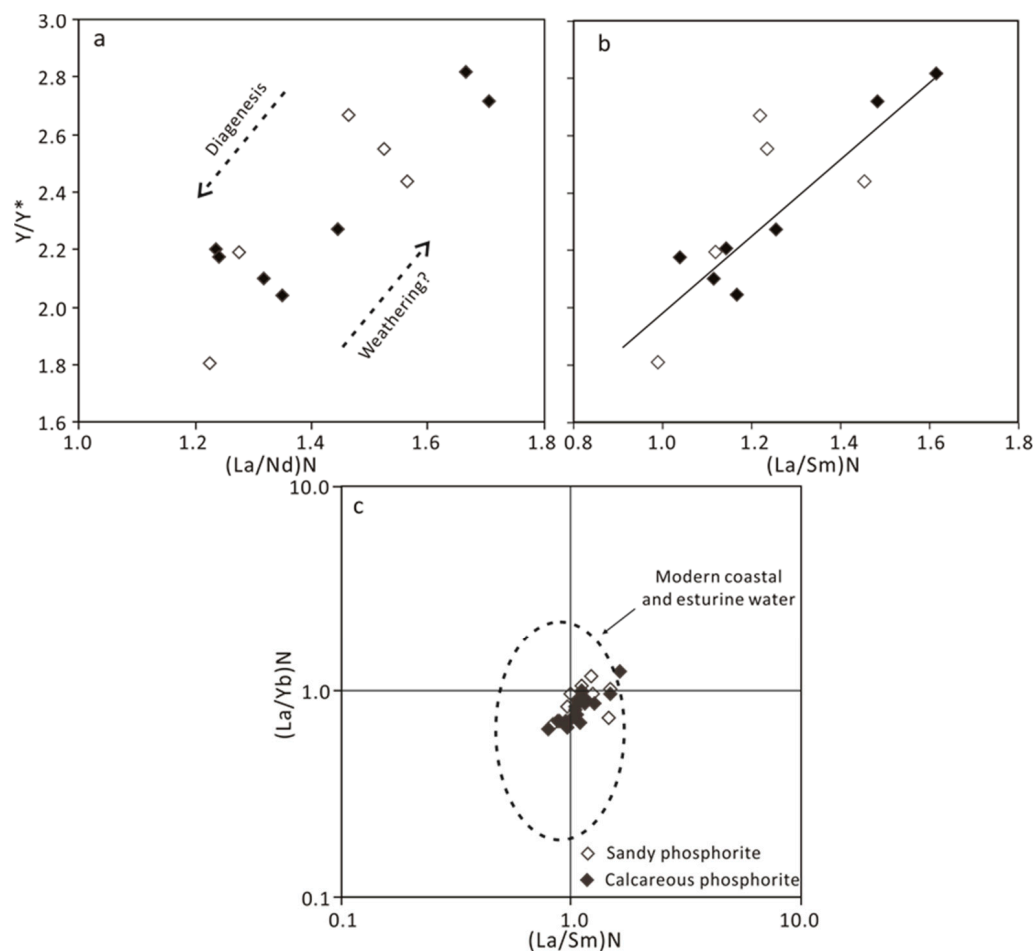 a
3.0
2.8
2.6
2.4
2.2
2.0
1.8
1.6
Y/Y*
Diagenesis
Weathering?
1.0
1.2
1.4
1.6
1.8
(La/Nd)N
b
0.8
1.0
1.2
1.4
1.6
1.8
(La/Sm)N
c
10.0
1.0
0.1
(La/Yb)N
Modern coastal
and esturine water
Sandy phosphorite
Calcareous phosphorite
0.1
1.0
10.0
(La/Sm)N